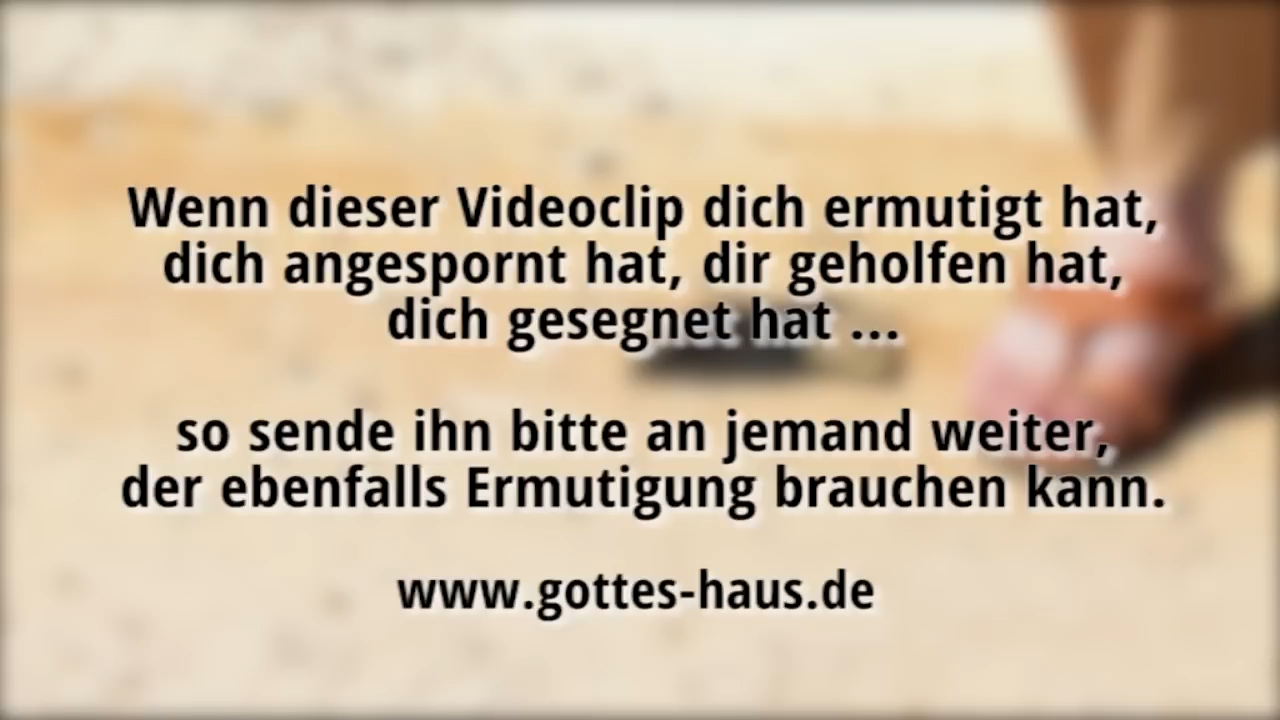 Wenn dieser Videoclip dich ermutigt hat,
dich angespornt hat, dir geholfen hat,
dich gesegnet hat ...
so sende ihn bitte an jemand weiter,
der ebenfalls Ermutigung brauchen kann.
www.gottes-haus.de